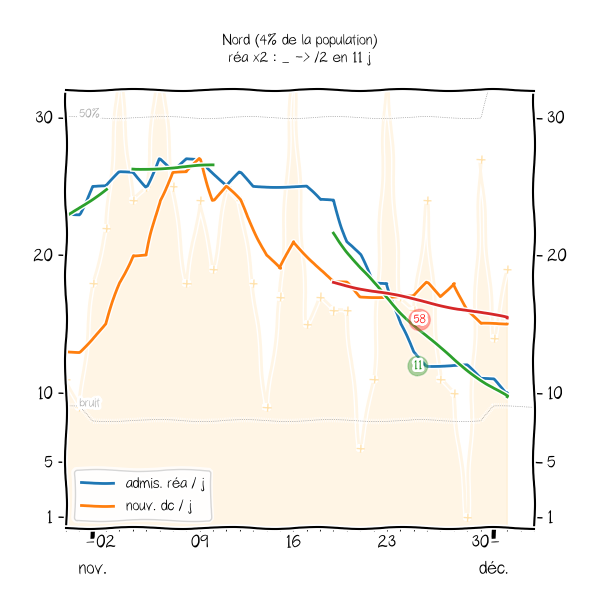 Nord (4% de la population)
réa x2 : _ -> /2 en 11 j
30
50%
30
20
20
58
11
10
bruit
10
5
5
admis. réa / j
nouv. dc / j
1
1
02
09
16
23
30
nov.
déc.